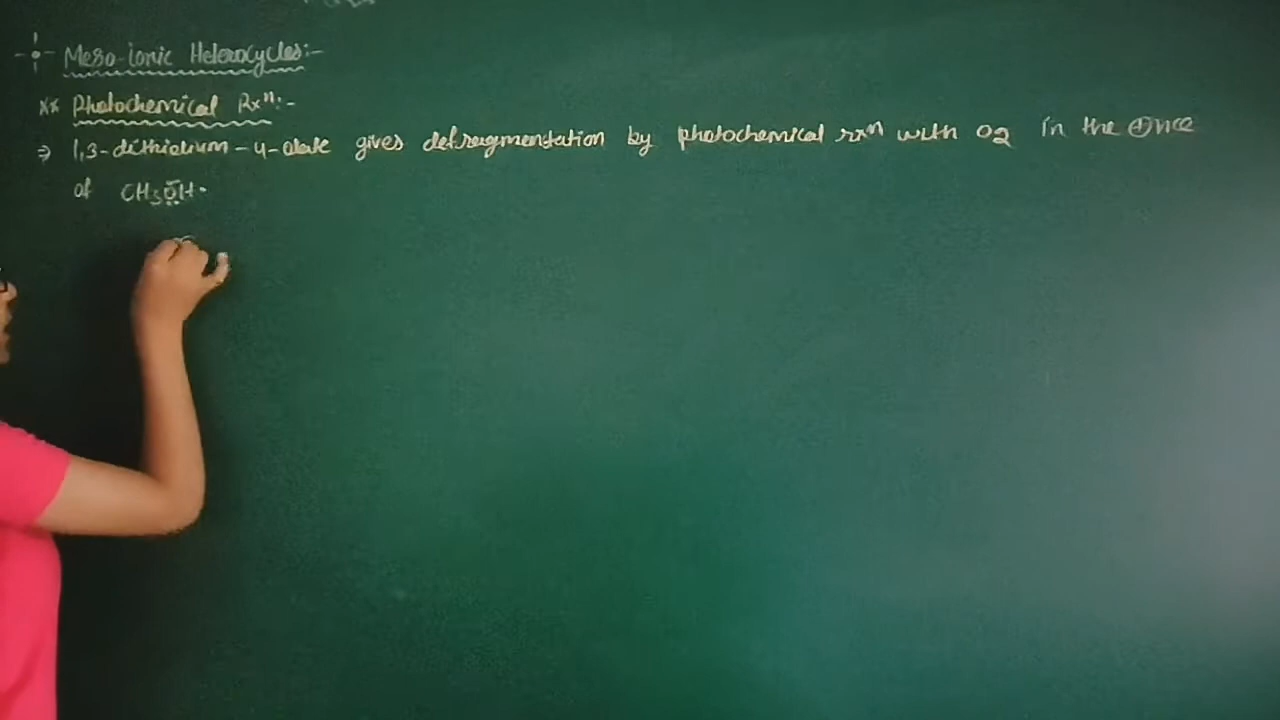 Meso-ionic Heterocycles:-
** Photochemical Rxⁿ:-
⇒ 1,3-dithiolium-4-olate gives defragmentation by photochemical rxn with O2 in the ⊕nce
of CH3OH.